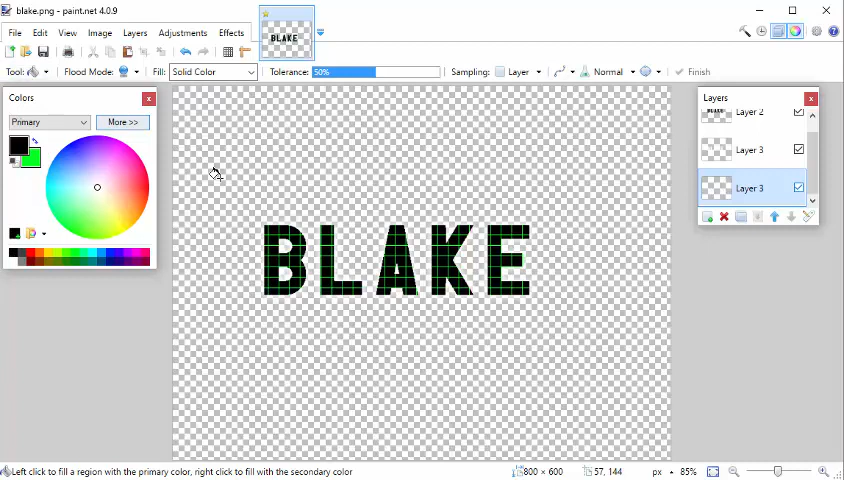 blake.png - paint.net 4.0.9
File Edit View Image Layers Adjustments Effects
BLAKE
Tool: Flood Mode: Fill: Solid Color Tolerance: 50% Sampling: Layer Normal Finish
Colors
Primary More >>
Layers
Layer 2
Layer 3
Layer 3
BLAKE
Left click to fill a region with the primary color, right click to fill with the secondary color 800 × 600 57, 144 px 85%